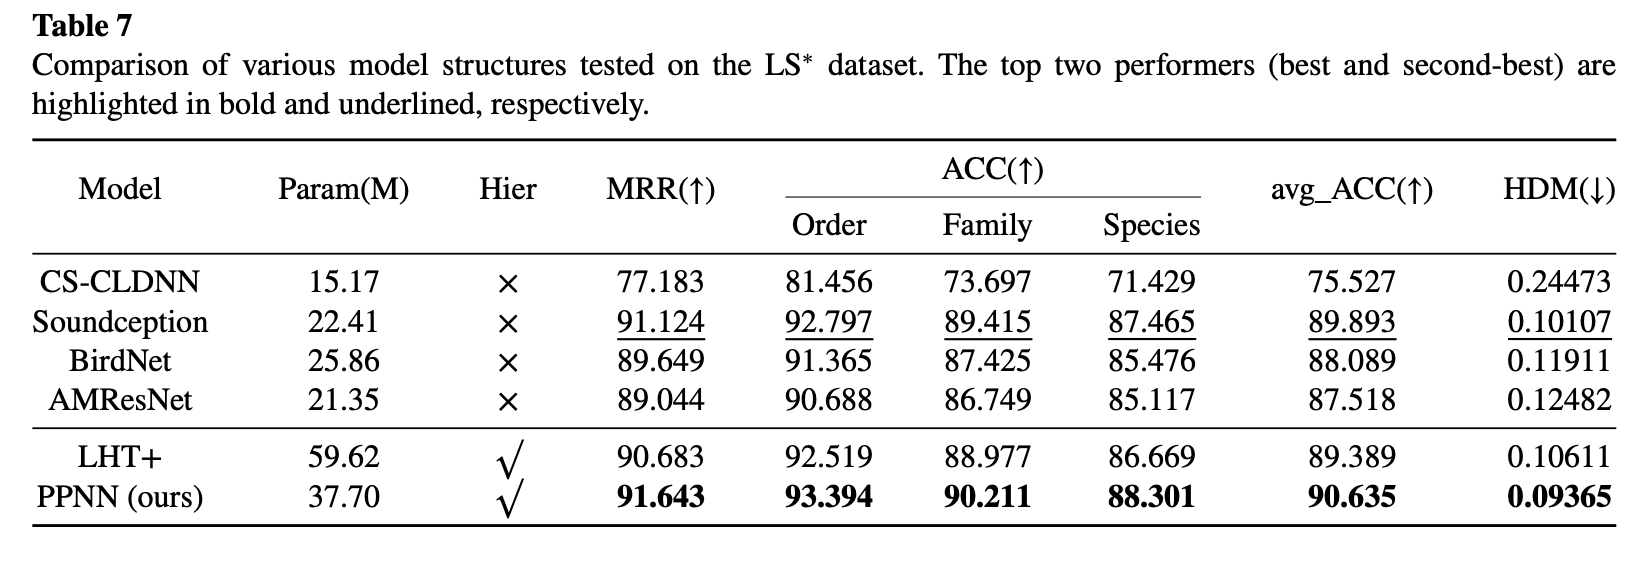 Table 7
Comparison of various model structures tested on the LS* dataset. The top two performers (best and second-best) are
highlighted in bold and underlined, respectively.
Model Param(M) Hier MRR(↑) ACC(↑) avg_ACC(↑) HDM(↓)
Order Family Species
CS-CLDNN 15.17 × 77.183 81.456 73.697 71.429 75.527 0.24473
Soundception 22.41 × 91.124 92.797 89.415 87.465 89.893 0.10107
BirdNet 25.86 × 89.649 91.365 87.425 85.476 88.089 0.11911
AMResNet 21.35 × 89.044 90.688 86.749 85.117 87.518 0.12482
LHT+ 59.62 √ 90.683 92.519 88.977 86.669 89.389 0.10611
PPNN (ours) 37.70 √ 91.643 93.394 90.211 88.301 90.635 0.09365